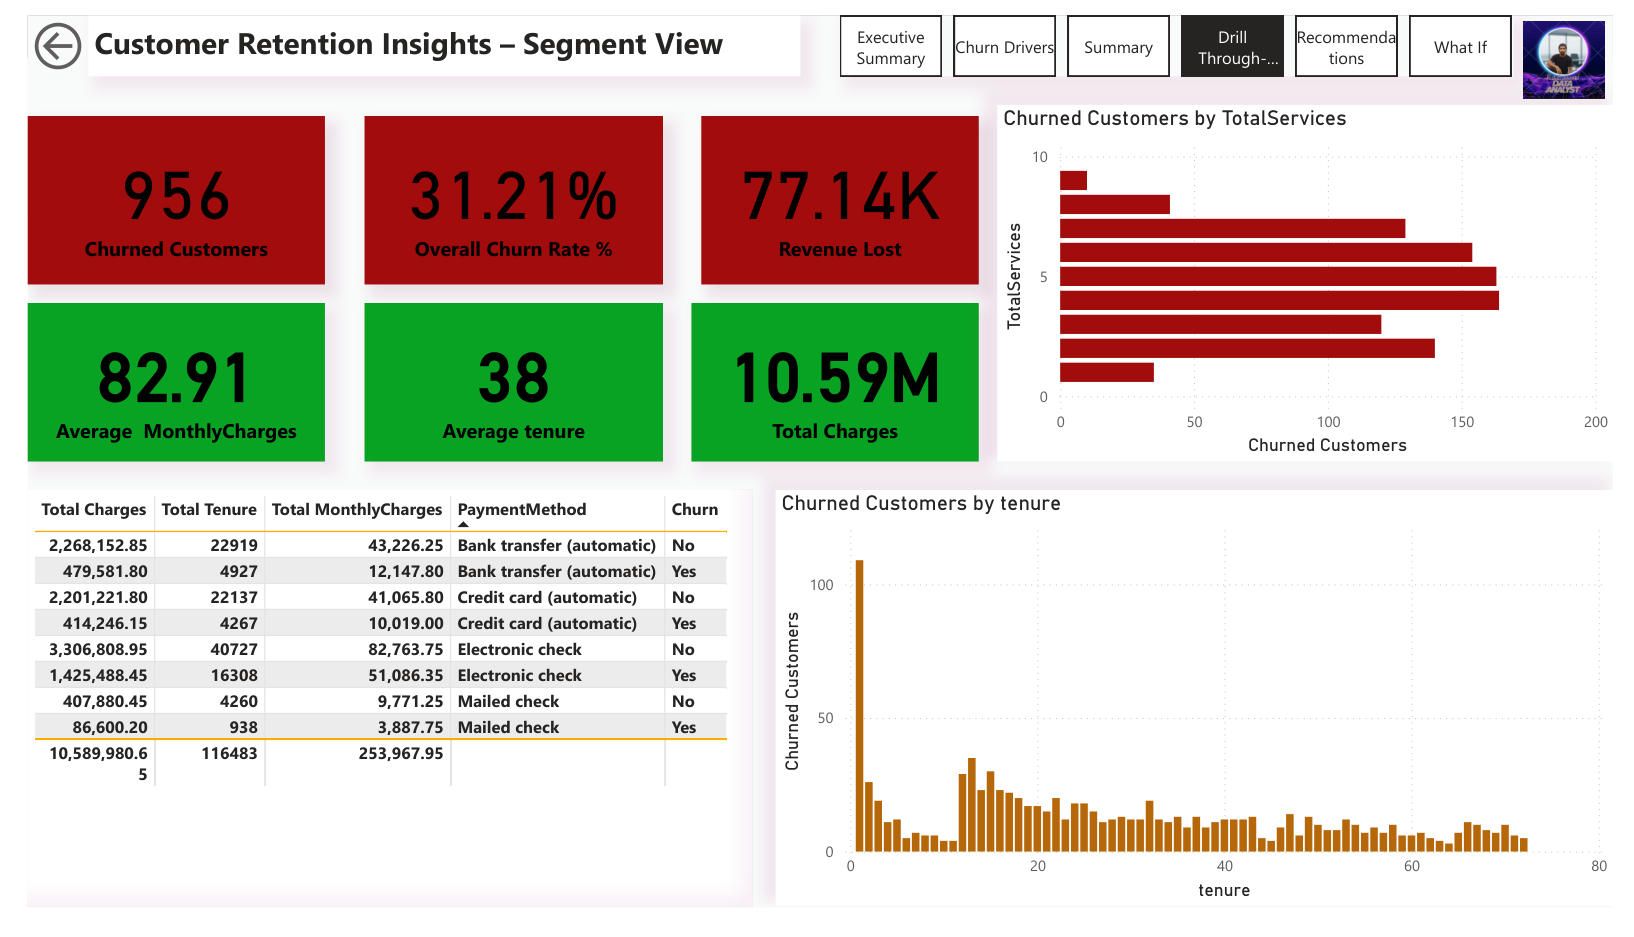 Customer Retention Insights – Segment View
Executive
Summary
Churn Drivers
Summary
Drill
Through-...
Recommenda
tions
What If
DATA
ANALYST
956
Churned Customers
31.21%
Overall Churn Rate %
77.14K
Revenue Lost
82.91
Average MonthlyCharges
38
Average tenure
10.59M
Total Charges
Churned Customers by TotalServices
TotalServices
10
5
0
0 50 100 150 200
Churned Customers
Total Charges Total Tenure Total MonthlyCharges PaymentMethod Churn
2,268,152.85 22919 43,226.25 Bank transfer (automatic) No
479,581.80 4927 12,147.80 Bank transfer (automatic) Yes
2,201,221.80 22137 41,065.80 Credit card (automatic) No
414,246.15 4267 10,019.00 Credit card (automatic) Yes
3,306,808.95 40727 82,763.75 Electronic check No
1,425,488.45 16308 51,086.35 Electronic check Yes
407,880.45 4260 9,771.25 Mailed check No
86,600.20 938 3,887.75 Mailed check Yes
10,589,980.6 116483 253,967.95
5
Churned Customers by tenure
Churned Customers
100
50
0
0 20 40 60 80
tenure